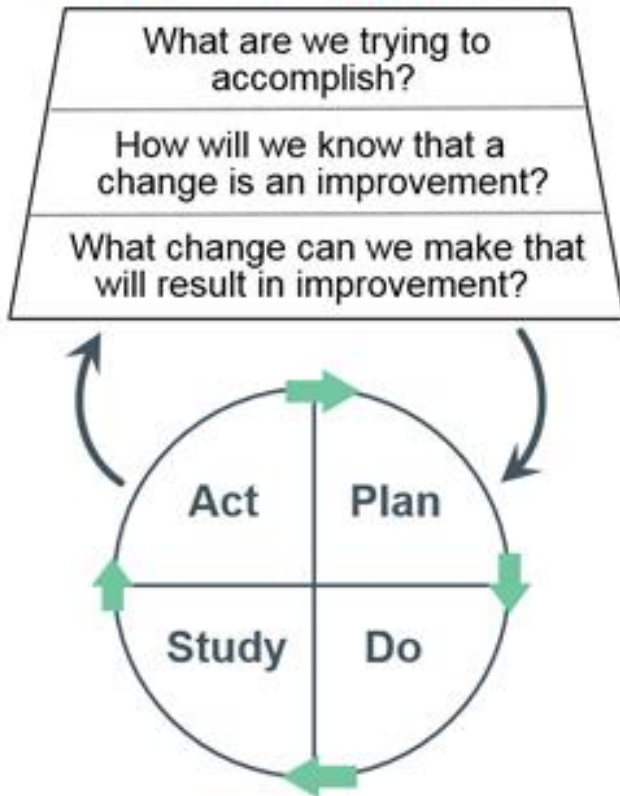 What are we trying to
accomplish?
How will we know that a
change is an improvement?
What change can we make that
will result in improvement?
Act
Plan
Study
Do